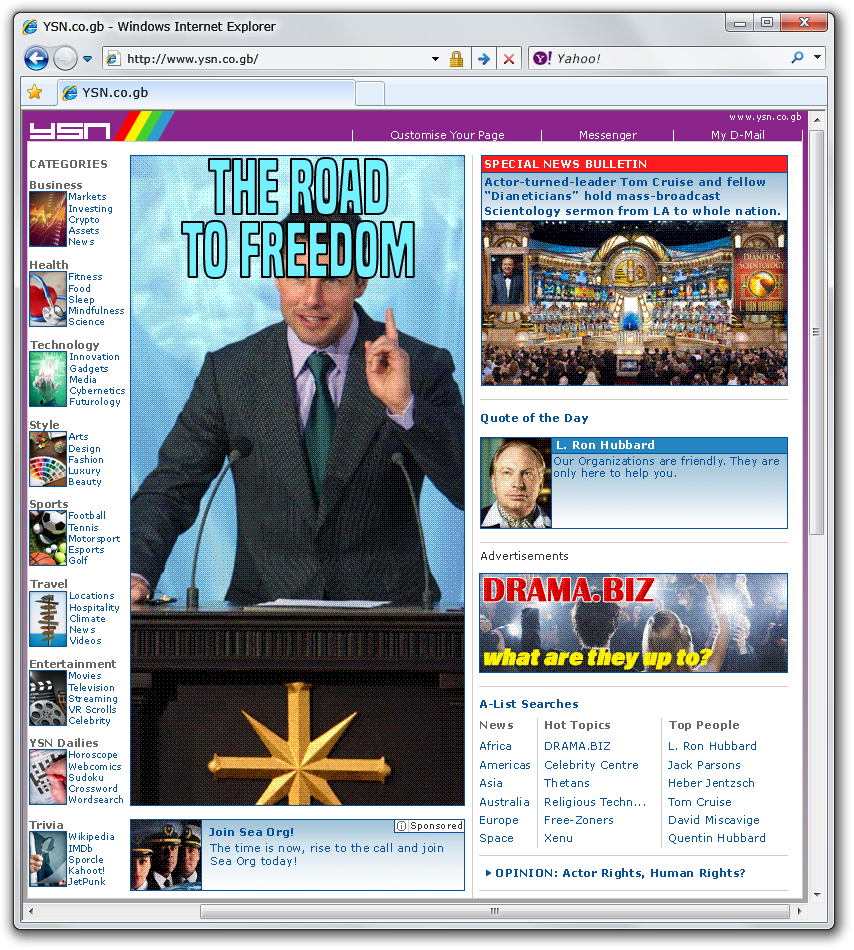 YSN.co.gb - Windows Internet Explorer
http://www.ysn.co.gb/
Y! Yahoo!
YSN.co.gb
ysn
www.ysn.co.gb
Customise Your Page
Messenger
My D-Mail
CATEGORIES
Business
Markets
Investing
Crypto
Assets
News
Health
Fitness
Food
Sleep
Mindfulness
Science
Technology
Innovation
Gadgets
Media
Cybernetics
Futurology
Style
Arts
Design
Fashion
Luxury
Beauty
Sports
Football
Tennis
Motorsport
Esports
Golf
Travel
Locations
Hospitality
Climate
News
Videos
Entertainment
Movies
Television
Streaming
VR Scrolls
Celebrity
YSN Dailies
Horoscope
Webcomics
Sudoku
Crossword
Wordsearch
Trivia
Wikipedia
IMDb
Sporcle
Kahoot!
JetPunk
THE ROAD
TO FREEDOM
Sponsored
Join Sea Org!
The time is now, rise to the call and join
Sea Org today!
SPECIAL NEWS BULLETIN
Actor-turned-leader Tom Cruise and fellow
"Dianeticians" hold mass-broadcast
Scientology sermon from LA to whole nation.
DIANETICS
SCIENTOLOGY
L. RON HUBBARD
Quote of the Day
L. Ron Hubbard
Our Organizations are friendly. They are
only here to help you.
Advertisements
DRAMA.BIZ
what are they up to?
A-List Searches
News
Africa
Americas
Asia
Australia
Europe
Space
Hot Topics
DRAMA.BIZ
Celebrity Centre
Thetans
Religious Techn...
Free-Zoners
Xenu
Top People
L. Ron Hubbard
Jack Parsons
Heber Jentzsch
Tom Cruise
David Miscavige
Quentin Hubbard
OPINION: Actor Rights, Human Rights?